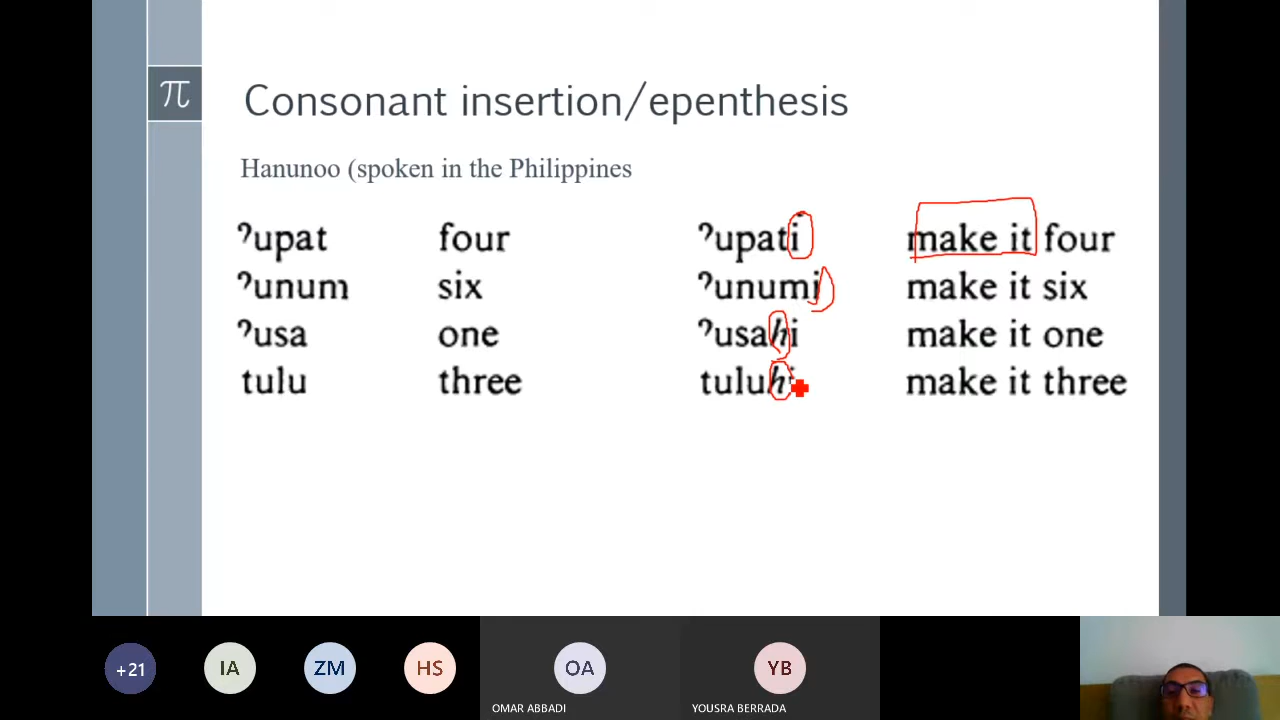 π
Consonant insertion/epenthesis
Hanunoo (spoken in the Philippines
ʔupat four ʔupati make it four
ʔunum six ʔunumi make it six
ʔusa one ʔusahi make it one
tulu three tuluhi make it three
+21 IA ZM HS OA YB
OMAR ABBADI YOUSRA BERRADA